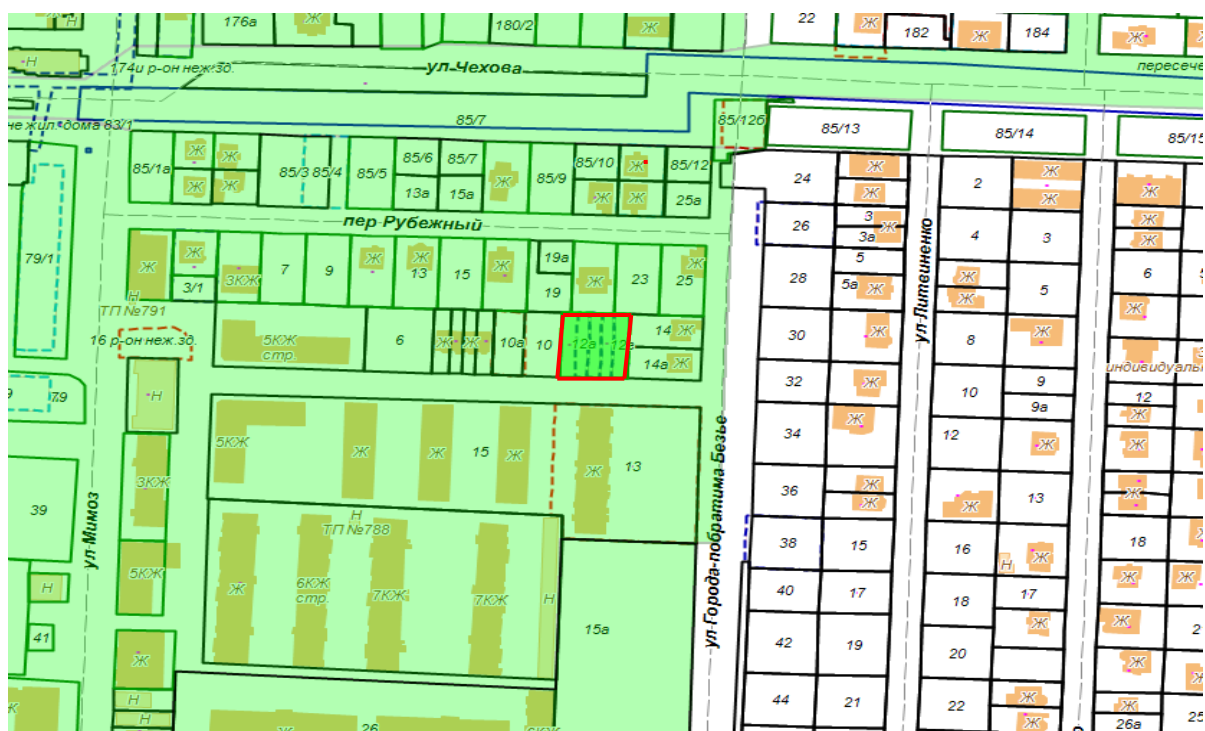 Н
176а
Ж
180/2
Ж
22
Ж
182
Ж
184
Ж
Н
174и р-он неж.зд.
ул Чехова
пересече
85/7
85/12б
85/13
85/14
85/15
не жил. дома 83/1
85/1а
Ж
Ж
Ж
Ж
85/3
85/4
85/5
85/6
85/7
13а
15а
Ж
85/9
85/10
Ж
85/12
Ж
Ж
25а
24
Ж
Ж
2
Ж
Ж
Ж
Ж
пер Рубежный
26
3
3а
Ж
4
3
Ж
79/1
Ж
Ж
3/1
3КЖ
7
9
Ж
Ж
13
15
Ж
19а
19
Ж
23
Ж
25
28
5
5а
Ж
ул Литвиненко
Ж
Ж
5
6
Ж
Н
ТП №791
16 р-он неж.зд.
5КЖ
стр.
6
Ж
Ж
10а
10
12а
12а
14
Ж
14а
Ж
30
Ж
8
Ж
индивидуаль
79
Н
32
Ж
10
9
9а
12
Ж
5КЖ
Ж
Ж
15
Ж
Ж
13
34
Ж
12
Ж
Ж
3КЖ
39
ул Мимоз
ул Города-побратима Безье
36
Ж
Ж
Ж
13
Ж
Н
ТП №788
38
15
16
Н
Ж
18
5КЖ
Н
Ж
6КЖ
стр.
7КЖ
7КЖ
Н
40
17
18
17
Ж
Ж
41
15а
Ж
Ж
42
19
20
Ж
2
Ж
Н
Н
44
21
22
Ж
Ж
Ж
26а
25
Ж
Ж
26
Ж